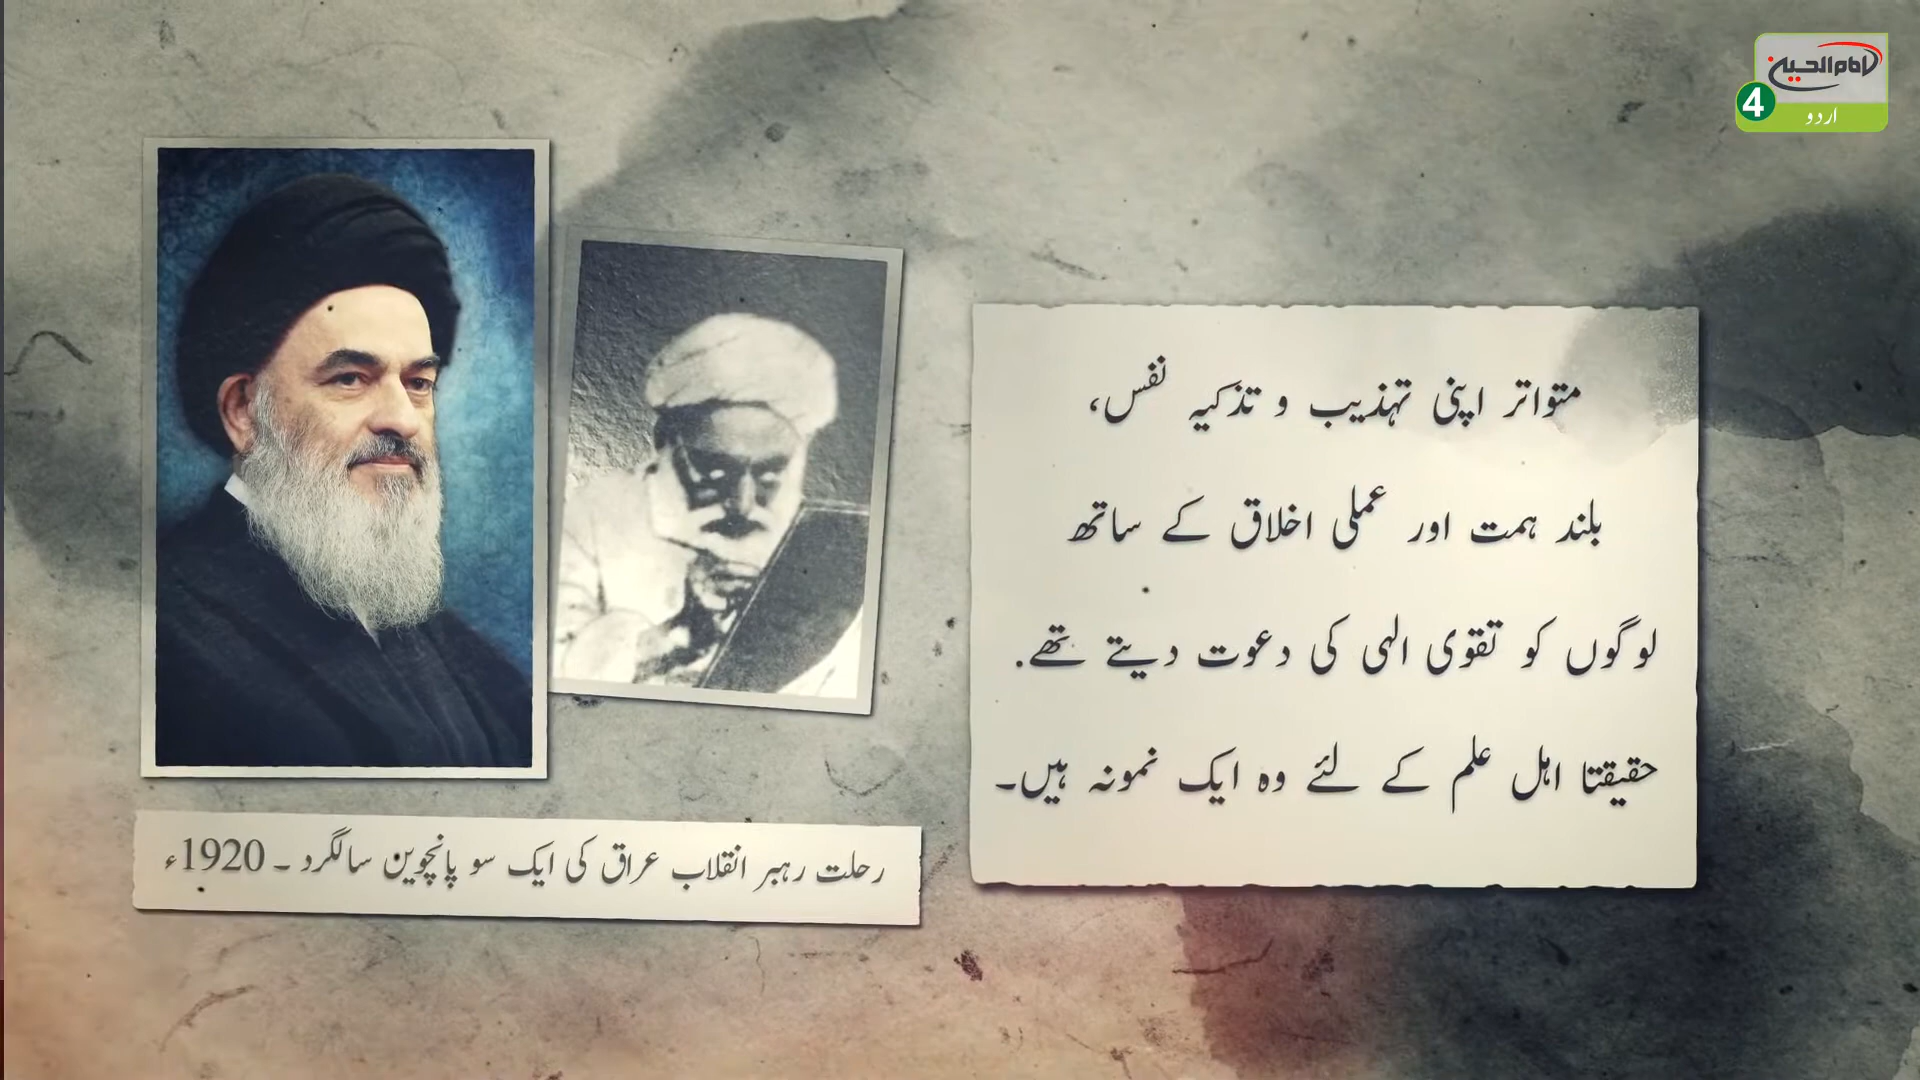 امام الحسین
4
اردو
متواتر اپنی تہذیب و تذکیہ نفس،
بلند ہمت اور عملی اخلاق کے ساتھ
لوگوں کو تقوی الہی کی دعوت دیتے تھے.
حقیقتا اہل علم کے لئے وہ ایک نمونہ ہیں۔
رحلت رہبر انقلاب عراق کی ایک سو پانچوین سالگرد ۔ 1920ء